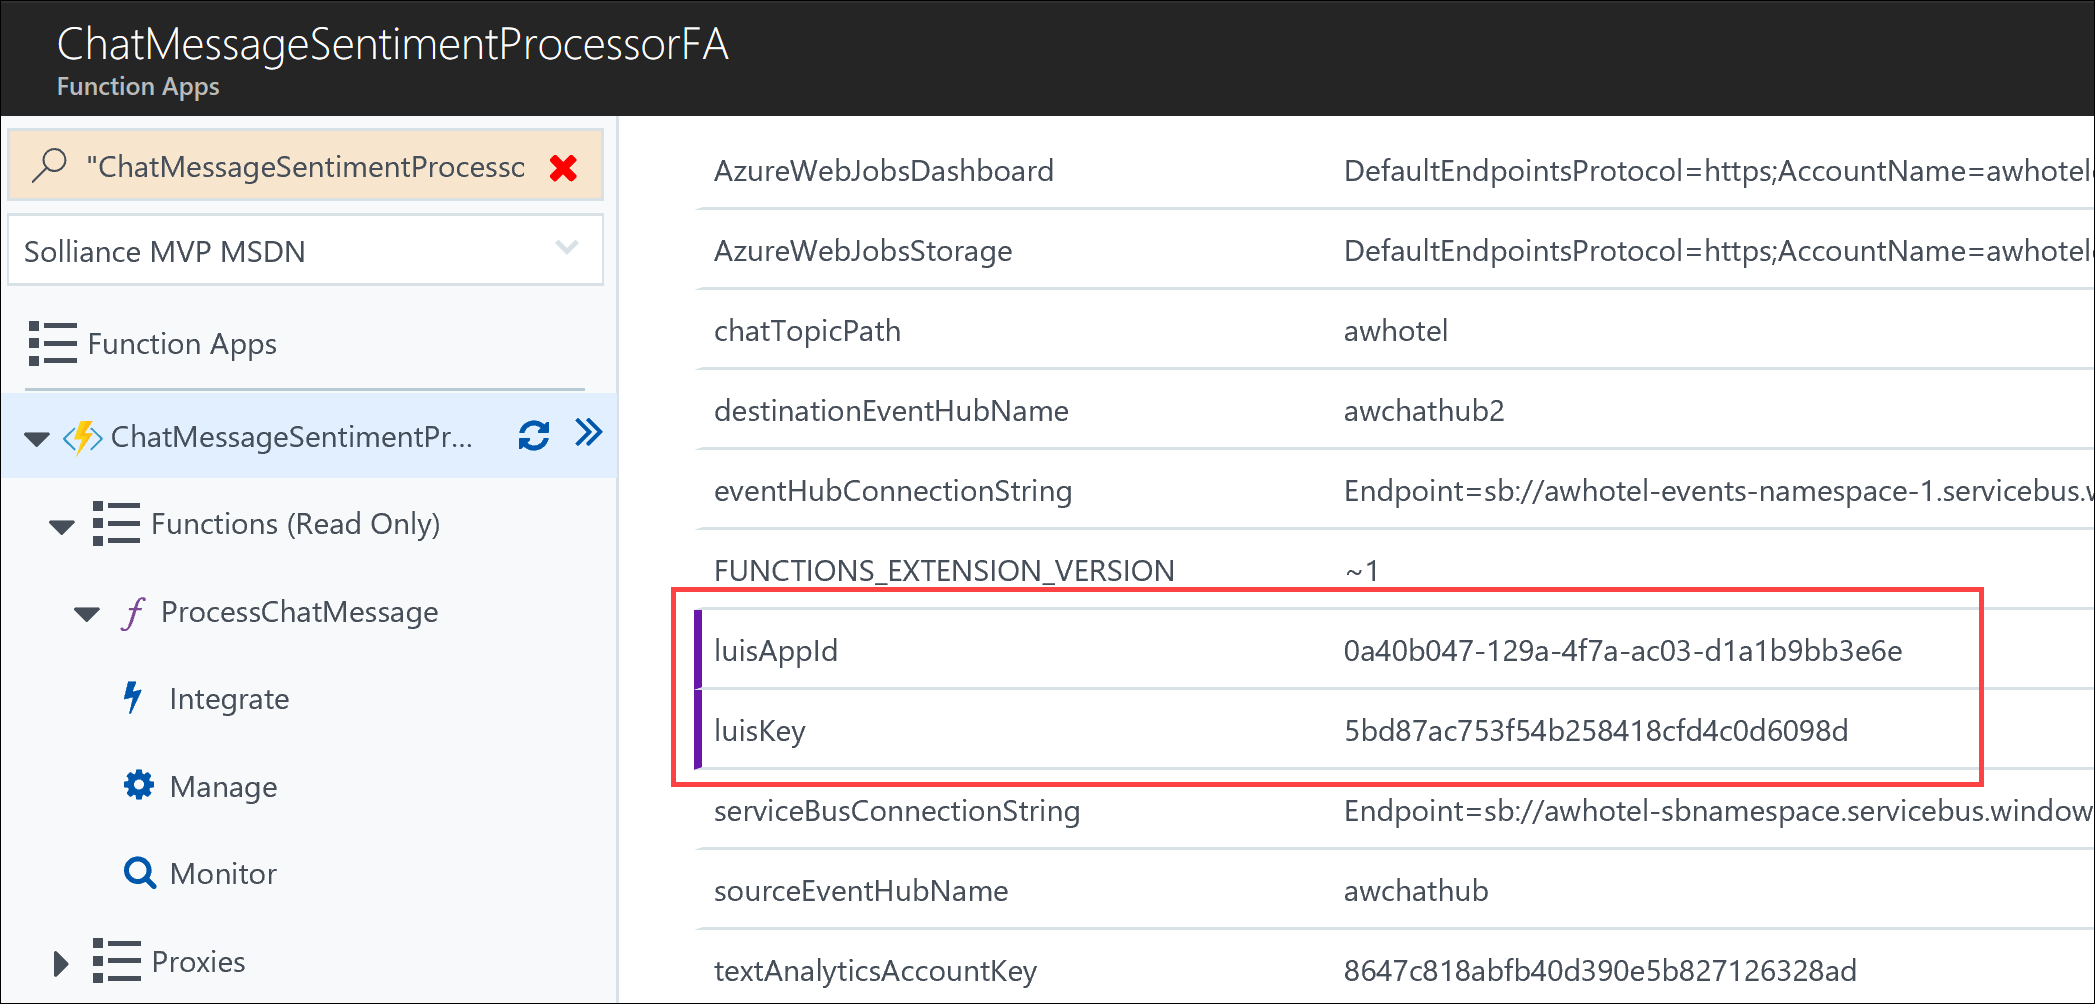 ChatMessageSentimentProcessorFA
Function Apps
"ChatMessageSentimentProcessc
Solliance MVP MSDN
Function Apps
ChatMessageSentimentPr...
Functions (Read Only)
ProcessChatMessage
Integrate
Manage
Monitor
Proxies
AzureWebJobsDashboard DefaultEndpointsProtocol=https;AccountName=awhotel
AzureWebJobsStorage DefaultEndpointsProtocol=https;AccountName=awhotel
chatTopicPath awhotel
destinationEventHubName awchathub2
eventHubConnectionString Endpoint=sb://awhotel-events-namespace-1.servicebus.w
FUNCTIONS_EXTENSION_VERSION ~1
luisAppId 0a40b047-129a-4f7a-ac03-d1a1b9bb3e6e
luisKey 5bd87ac753f54b258418cfd4c0d6098d
serviceBusConnectionString Endpoint=sb://awhotel-sbnamespace.servicebus.window
sourceEventHubName awchathub
textAnalyticsAccountKey 8647c818abfb40d390e5b827126328ad